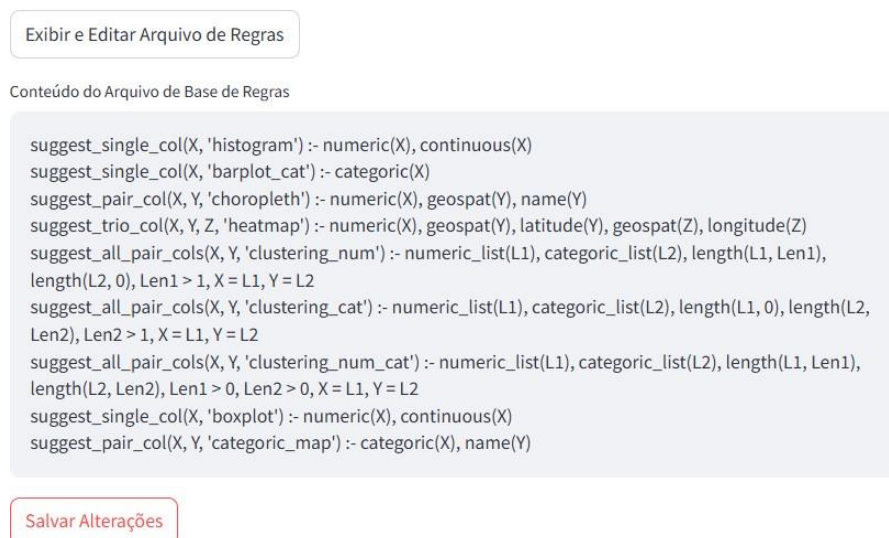 Exibir e Editar Arquivo de Regras
Conteúdo do Arquivo de Base de Regras
suggest_single_col(X, 'histogram') :- numeric(X), continuous(X)
suggest_single_col(X, 'barplot_cat') :- categoric(X)
suggest_pair_col(X, Y, 'choropleth') :- numeric(X), geospat(Y), name(Y)
suggest_trio_col(X, Y, Z, 'heatmap') :- numeric(X), geospat(Y), latitude(Y), geospat(Z), longitude(Z)
suggest_all_pair_cols(X, Y, 'clustering_num') :- numeric_list(L1), categoric_list(L2), length(L1, Len1),
length(L2, 0), Len1 > 1, X = L1, Y = L2
suggest_all_pair_cols(X, Y, 'clustering_cat') :- numeric_list(L1), categoric_list(L2), length(L1, 0), length(L2,
Len2), Len2 > 1, X = L1, Y = L2
suggest_all_pair_cols(X, Y, 'clustering_num_cat') :- numeric_list(L1), categoric_list(L2), length(L1, Len1),
length(L2, Len2), Len1 > 0, Len2 > 0, X = L1, Y = L2
suggest_single_col(X, 'boxplot') :- numeric(X), continuous(X)
suggest_pair_col(X, Y, 'categoric_map') :- categoric(X), name(Y)
Salvar Alterações